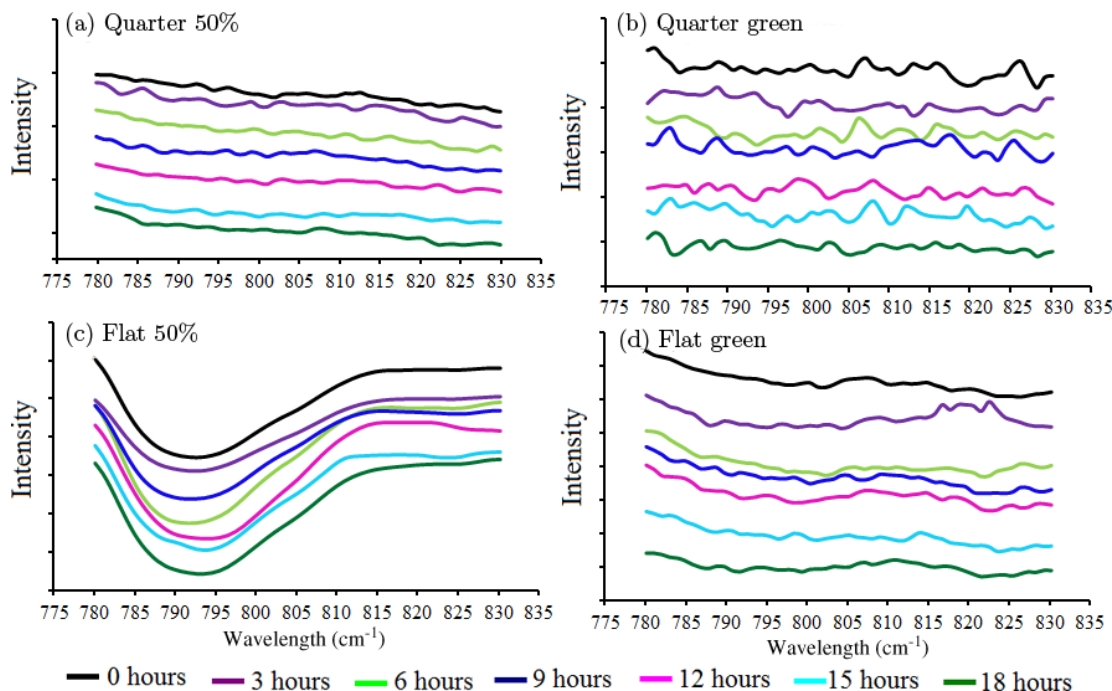 (a) Quarter 50%
Intensity
775 780 785 790 795 800 805 810 815 820 825 830 835
(b) Quarter green
Intensity
775 780 785 790 795 800 805 810 815 820 825 830 835
(c) Flat 50%
Intensity
775 780 785 790 795 800 805 810 815 820 825 830 835
Wavelength (cm-1)
(d) Flat green
Intensity
775 780 785 790 795 800 805 810 815 820 825 830 835
Wavelength (cm-1)
0 hours 3 hours 6 hours 9 hours 12 hours 15 hours 18 hours